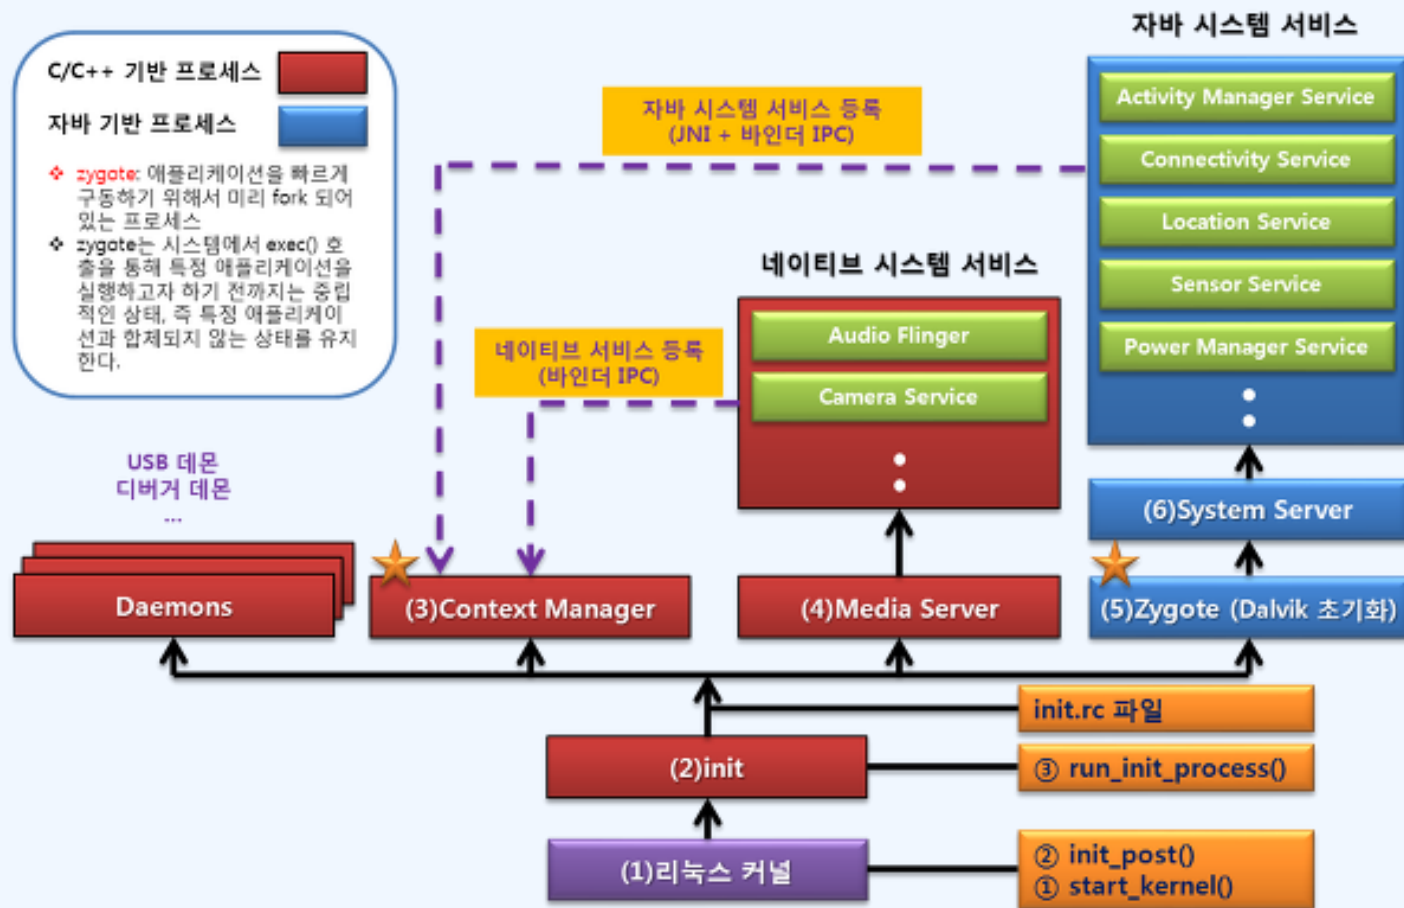 자바 시스템 서비스
C/C++ 기반 프로세스
자바 기반 프로세스
❖ zygote: 애플리케이션을 빠르게
구동하기 위해서 미리 fork 되어
있는 프로세스
❖ zygote는 시스템에서 exec() 호
출을 통해 특정 애플리케이션을
실행하고자 하기 전까지는 중립
적인 상태, 즉 특정 애플리케이
션과 합체되지 않는 상태를 유지
한다.
자바 시스템 서비스 등록
(JNI + 바인더 IPC)
Activity Manager Service
Connectivity Service
Location Service
Sensor Service
Power Manager Service
네이티브 시스템 서비스
Audio Flinger
Camera Service
네이티브 서비스 등록
(바인더 IPC)
USB 데몬
디버거 데몬
...
(6)System Server
Daemons
(3)Context Manager
(4)Media Server
(5)Zygote (Dalvik 초기화)
init.rc 파일
(2)init
③ run_init_process()
(1)리눅스 커널
② init_post()
① start_kernel()